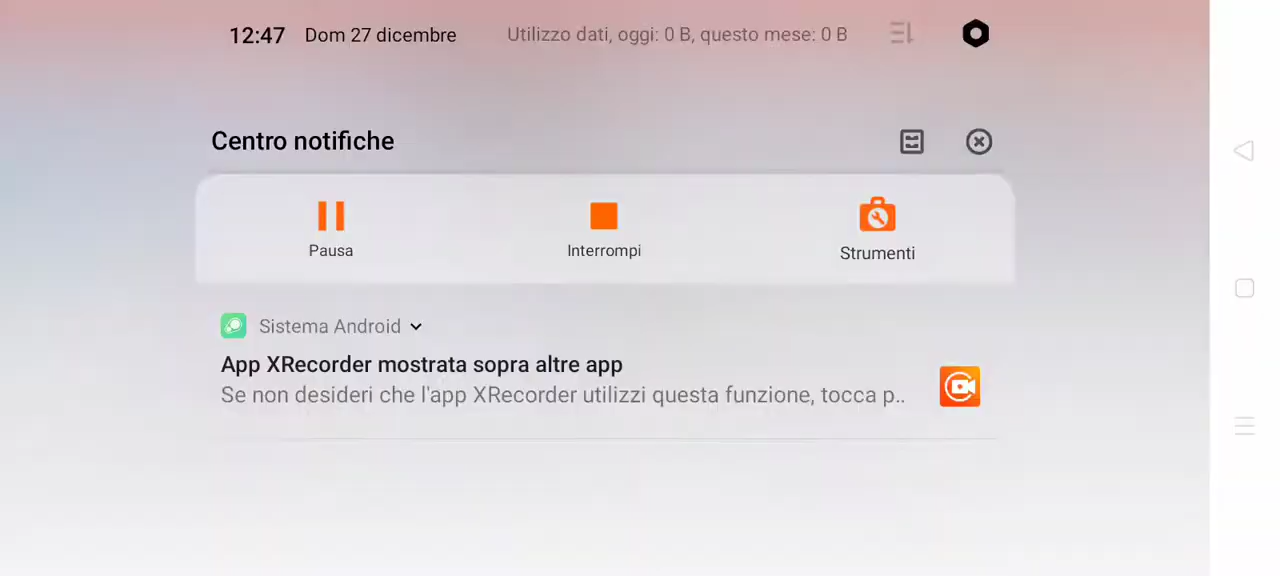 12:47 Dom 27 dicembre Utilizzo dati, oggi: 0 B, questo mese: 0 B
Centro notifiche
Pausa Interrompi Strumenti
Sistema Android
App XRecorder mostrata sopra altre app
Se non desideri che l'app XRecorder utilizzi questa funzione, tocca p..